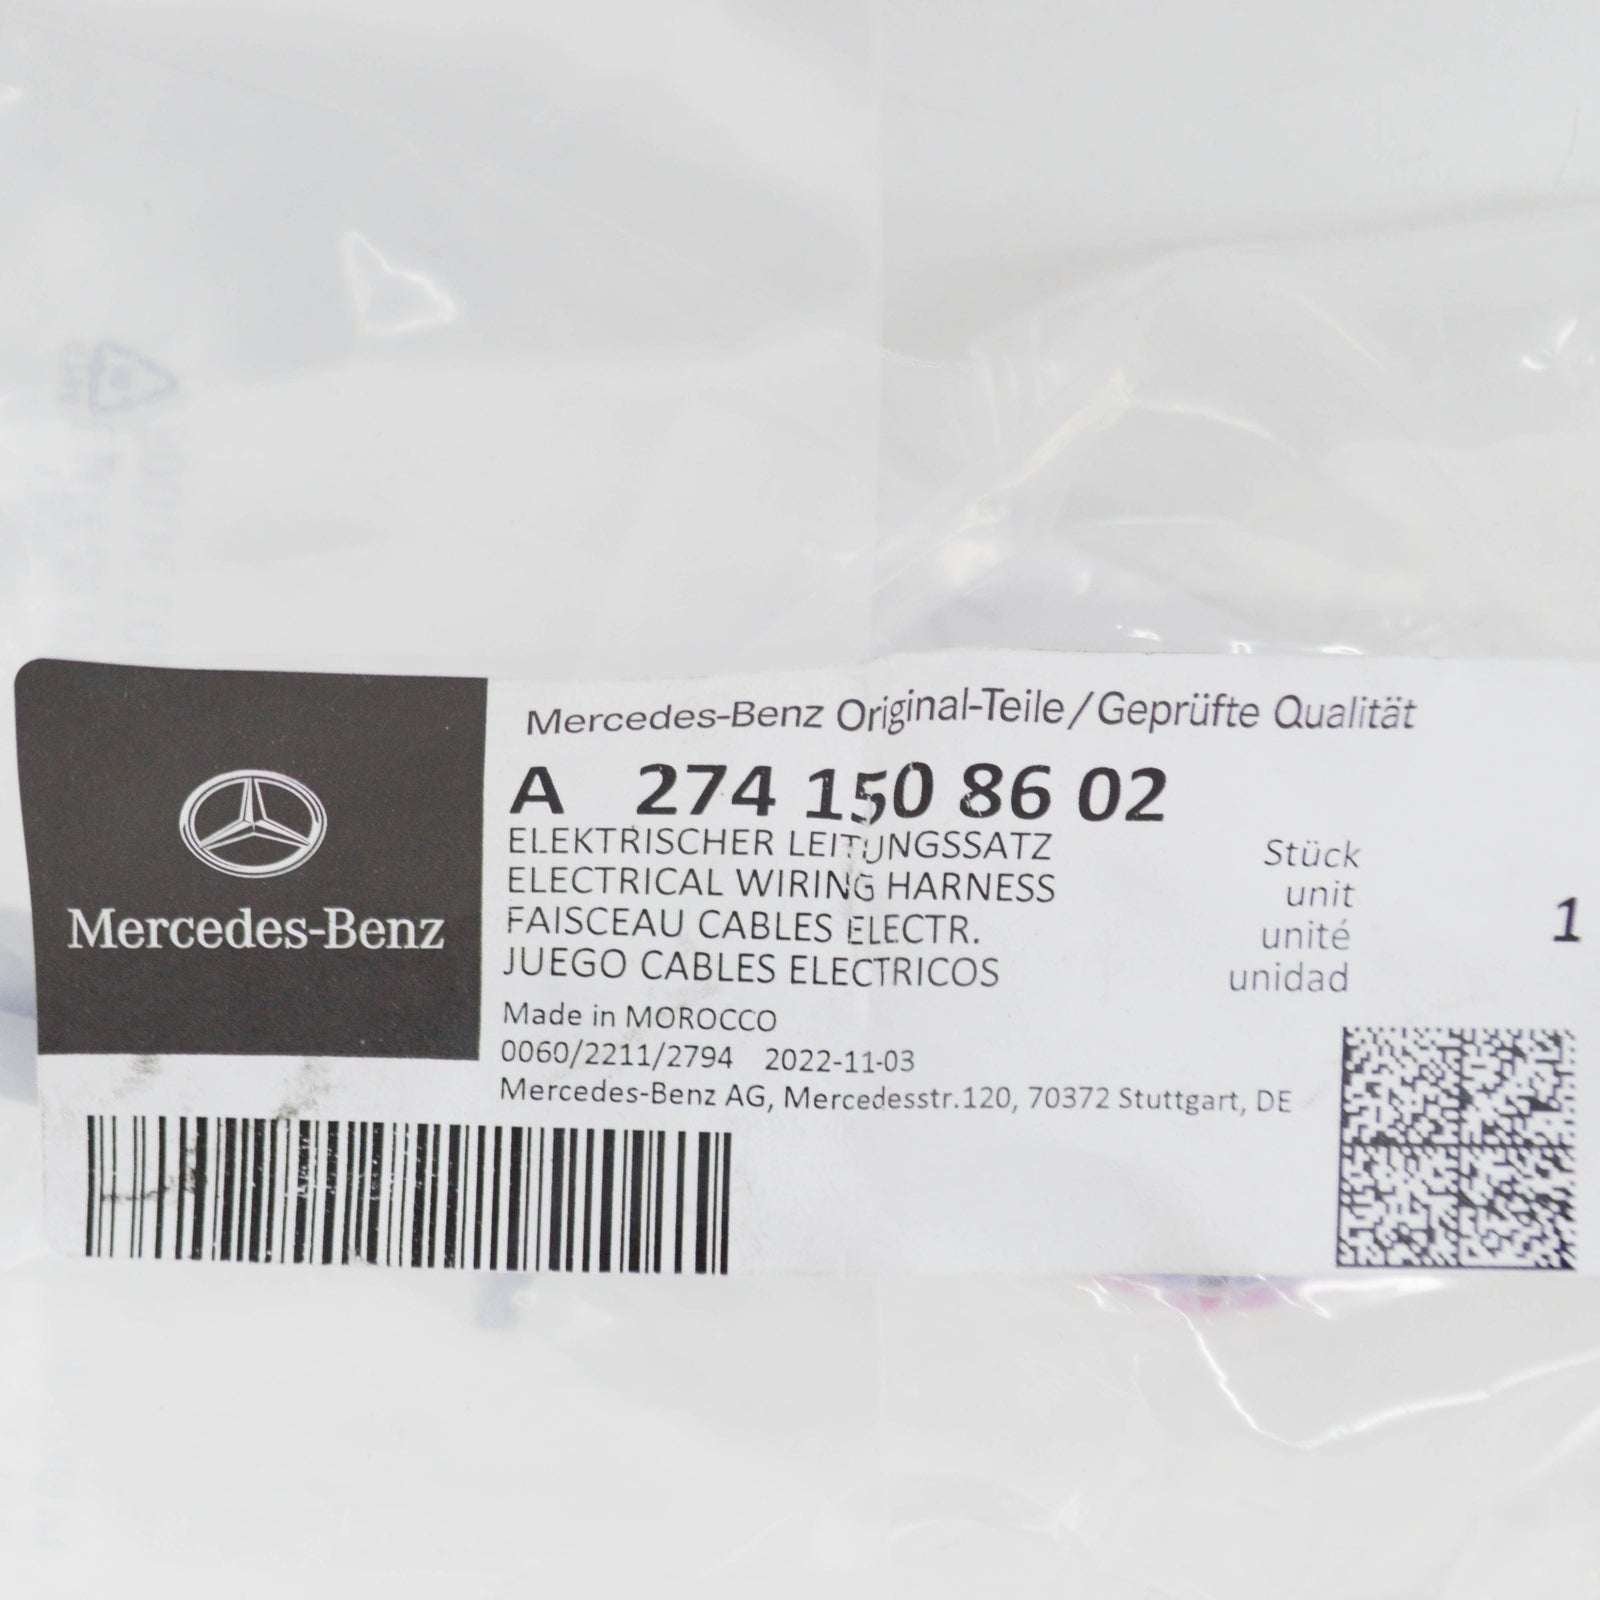 Mercedes-Benz
Mercedes-Benz Original-Teile/Geprüfte Qualität
A 274 150 86 02
ELEKTRISCHER LEITUNGSSATZ
ELECTRICAL WIRING HARNESS
FAISCEAU CABLES ELECTR.
JUEGO CABLES ELECTRICOS
Stück
unit
unité
unidad
1
Made in MOROCCO
0060/2211/2794 2022-11-03
Mercedes-Benz AG, Mercedesstr.120, 70372 Stuttgart, DE